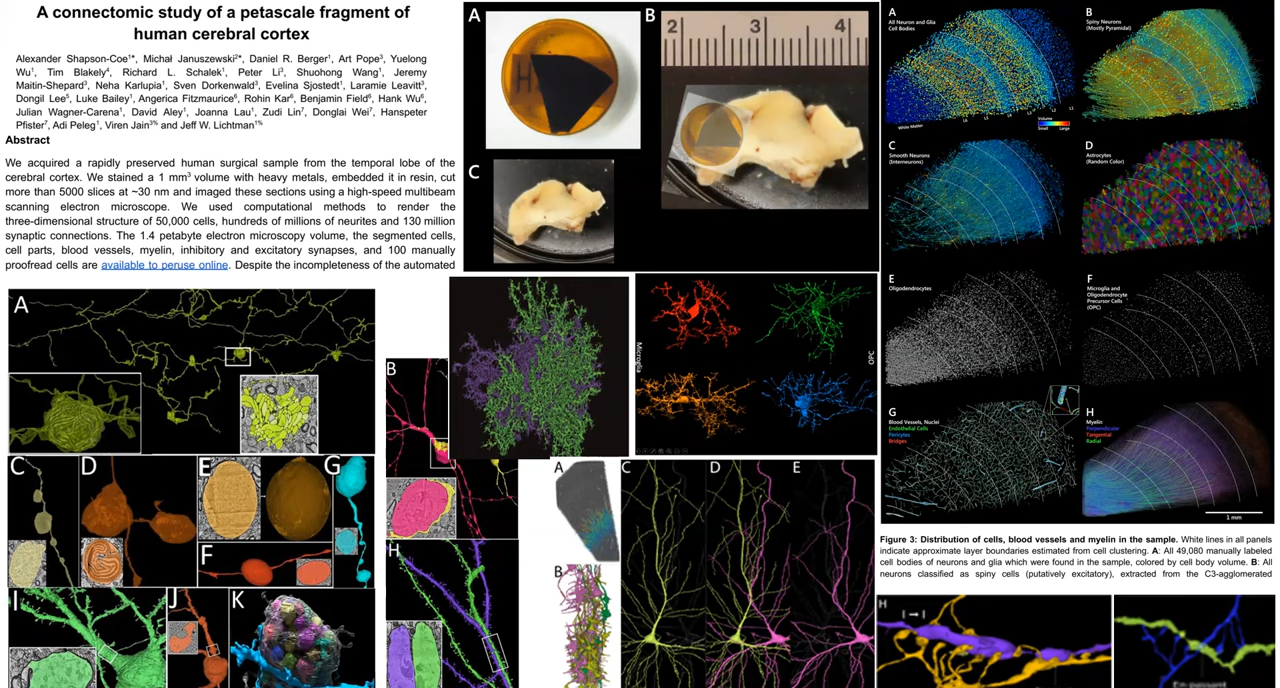 A connectomic study of a petascale fragment of
human cerebral cortex
Alexander Shapson-Coe¹*, Michał Januszewski²*, Daniel R. Berger¹, Art Pope³, Yuelong
Wu¹, Tim Blakely⁴, Richard L. Schalek¹, Peter Li³, Shuohong Wang¹, Jeremy
Maitin-Shepard³, Neha Karlupia¹, Sven Dorkenwald³, Evelina Sjostedt¹, Laramie Leavitt³,
Dongil Lee⁵, Luke Bailey¹, Angerica Fitzmaurice⁶, Rohin Kar⁶, Benjamin Field⁶, Hank Wu⁶,
Julian Wagner-Carena¹, David Aley¹, Joanna Lau¹, Zudi Lin⁷, Donglai Wei⁷, Hanspeter
Pfister⁷, Adi Peleg¹, Viren Jain³% and Jeff W. Lichtman¹%
Abstract
We acquired a rapidly preserved human surgical sample from the temporal lobe of the
cerebral cortex. We stained a 1 mm³ volume with heavy metals, embedded it in resin, cut
more than 5000 slices at ~30 nm and imaged these sections using a high-speed multibeam
scanning electron microscope. We used computational methods to render the
three-dimensional structure of 50,000 cells, hundreds of millions of neurites and 130 million
synaptic connections. The 1.4 petabyte electron microscopy volume, the segmented cells,
cell parts, blood vessels, myelin, inhibitory and excitatory synapses, and 100 manually
proofread cells are available to peruse online. Despite the incompleteness of the automated
A
B
2
3
4
H
C
A
All Neuron and Glia
Cell Bodies
White Matter
L6
L5
L4
L3
L2
L1
Volume
Small
Large
B
Spiny Neurons
(Mostly Pyramidal)
C
Smooth Neurons
(Interneurons)
D
Astrocytes
(Random Color)
E
Oligodendrocytes
F
Microglia and
Oligodendrocyte
Precursor Cells
(OPC)
G
Blood Vessels, Nuclei
Endothelial Cells
Pericytes
Bridges
H
Myelin
Perpendicular
Tangential
Radial
1 mm
Figure 3: Distribution of cells, blood vessels and myelin in the sample. White lines in all panels
indicate approximate layer boundaries estimated from cell clustering. A: All 49,080 manually labeled
cell bodies of neurons and glia which were found in the sample, colored by cell body volume. B: All
neurons classified as spiny cells (putatively excitatory), extracted from the C3-agglomerated
A
B
C
D
E
F
G
H
I
J
K
Microglia
OPC
A
B
C
D
E
H
I → I
En-passant